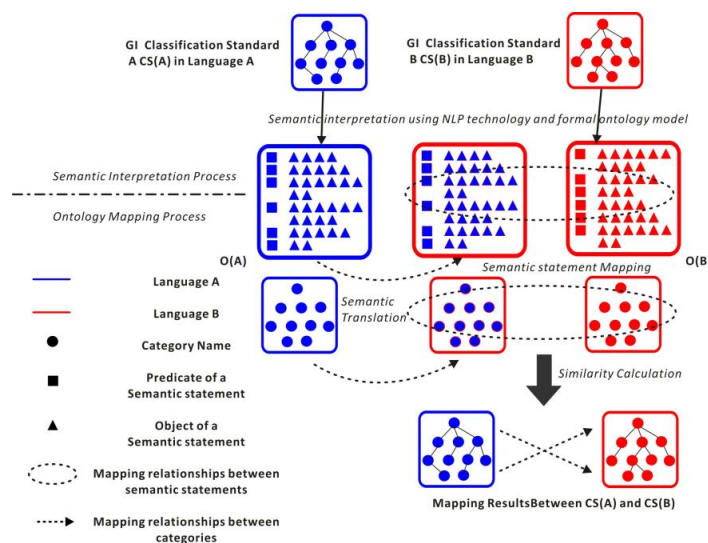 GI Classification Standard
A CS(A) in Language A
GI Classification Standard
B CS(B) in Language B
Semantic interpretation using NLP technology and formal ontology model
Semantic Interpretation Process
Ontology Mapping Process
O(A)
O(B
Semantic statement Mapping
Language A
Semantic
Translation
Language B
Category Name
Similarity Calculation
Predicate of a
Semantic statement
Object of a
Semantic statement
Mapping relationships between
semantic statements
Mapping ResultsBetween CS(A) and CS(B)
Mapping relationships between
categories